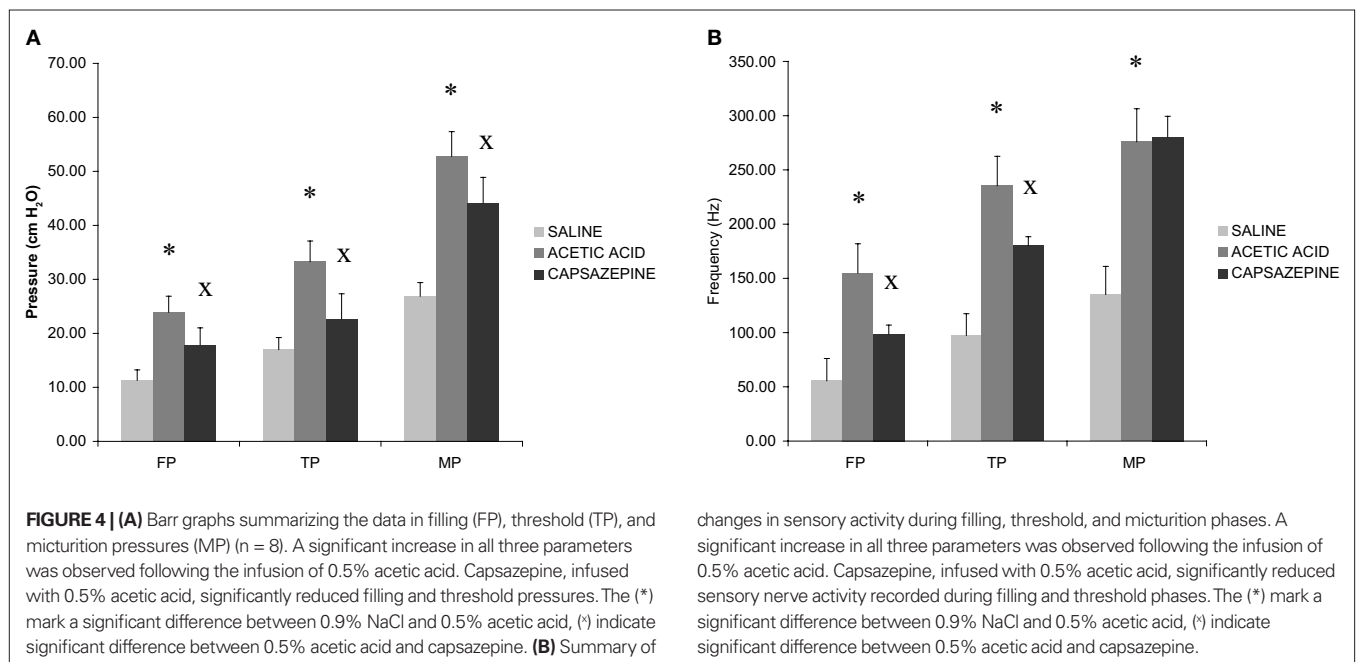 A
70.00
60.00
50.00
40.00
30.00
20.00
10.00
0.00
Pressure (cm H₂O)
*
x
*
x
*
x
FP
TP
MP
SALINE
ACETIC ACID
CAPSAZEPINE
B
350.00
300.00
250.00
200.00
150.00
100.00
50.00
0.00
Frequency (Hz)
*
x
*
x
*
FP
TP
MP
SALINE
ACETIC ACID
CAPSAZEPINE
FIGURE 4 | (A) Barr graphs summarizing the data in filling (FP), threshold (TP), and
micturition pressures (MP) (n = 8). A significant increase in all three parameters
was observed following the infusion of 0.5% acetic acid. Capsazepine, infused
with 0.5% acetic acid, significantly reduced filling and threshold pressures. The (*)
mark a significant difference between 0.9% NaCl and 0.5% acetic acid, (ˣ) indicate
significant difference between 0.5% acetic acid and capsazepine. (B) Summary of
changes in sensory activity during filling, threshold, and micturition phases. A
significant increase in all three parameters was observed following the infusion of
0.5% acetic acid. Capsazepine, infused with 0.5% acetic acid, significantly reduced
sensory nerve activity recorded during filling and threshold phases. The (*) mark a
significant difference between 0.9% NaCl and 0.5% acetic acid, (ˣ) indicate
significant difference between 0.5% acetic acid and capsazepine.